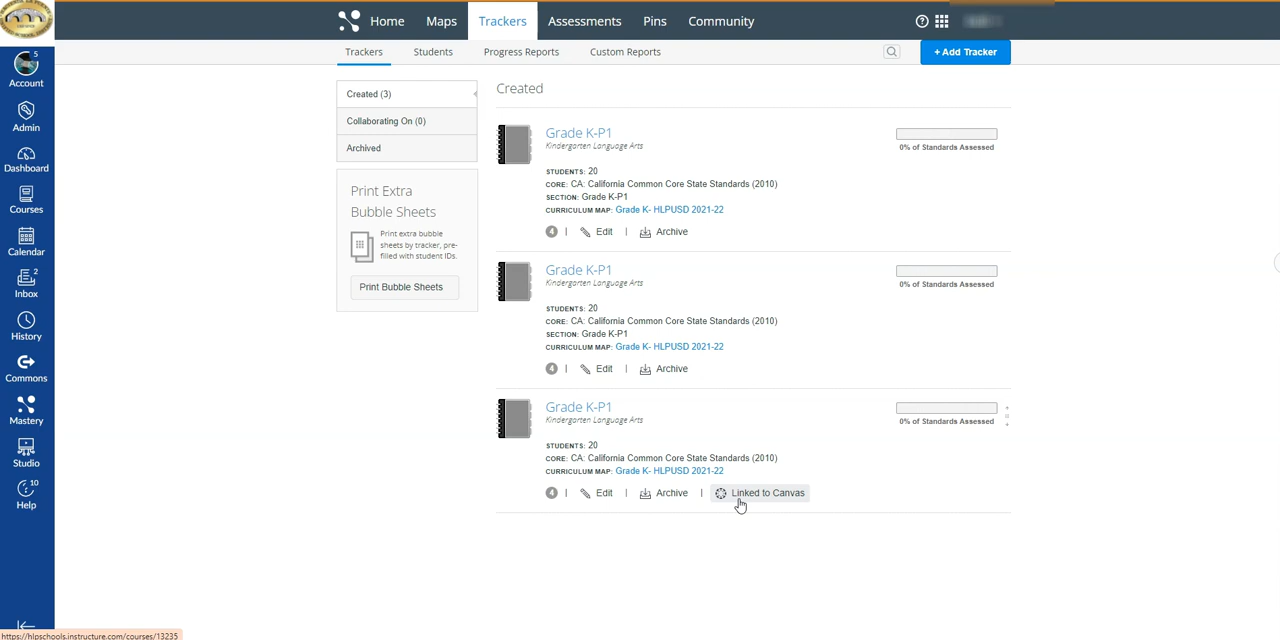 Home Maps Trackers Assessments Pins Community
Trackers Students Progress Reports Custom Reports + Add Tracker
5
Account
Admin
Dashboard
Courses
Calendar
2
Inbox
History
Commons
Mastery
Studio
10
Help
Created (3)
Collaborating On (0)
Archived
Print Extra
Bubble Sheets
Print extra bubble
sheets by tracker, pre-
filled with student IDs.
Print Bubble Sheets
Created
Grade K-P1
Kindergarten Language Arts
0% of Standards Assessed
STUDENTS: 20
CORE: CA: California Common Core State Standards (2010)
SECTION: Grade K-P1
CURRICULUM MAP: Grade K- HLPUSD 2021-22
4 | Edit | Archive
Grade K-P1
Kindergarten Language Arts
0% of Standards Assessed
STUDENTS: 20
CORE: CA: California Common Core State Standards (2010)
SECTION: Grade K-P1
CURRICULUM MAP: Grade K- HLPUSD 2021-22
4 | Edit | Archive
Grade K-P1
Kindergarten Language Arts
0% of Standards Assessed
STUDENTS: 20
CORE: CA: California Common Core State Standards (2010)
CURRICULUM MAP: Grade K- HLPUSD 2021-22
4 | Edit | Archive | Linked to Canvas
https://hlpschools.instructure.com/courses/13235